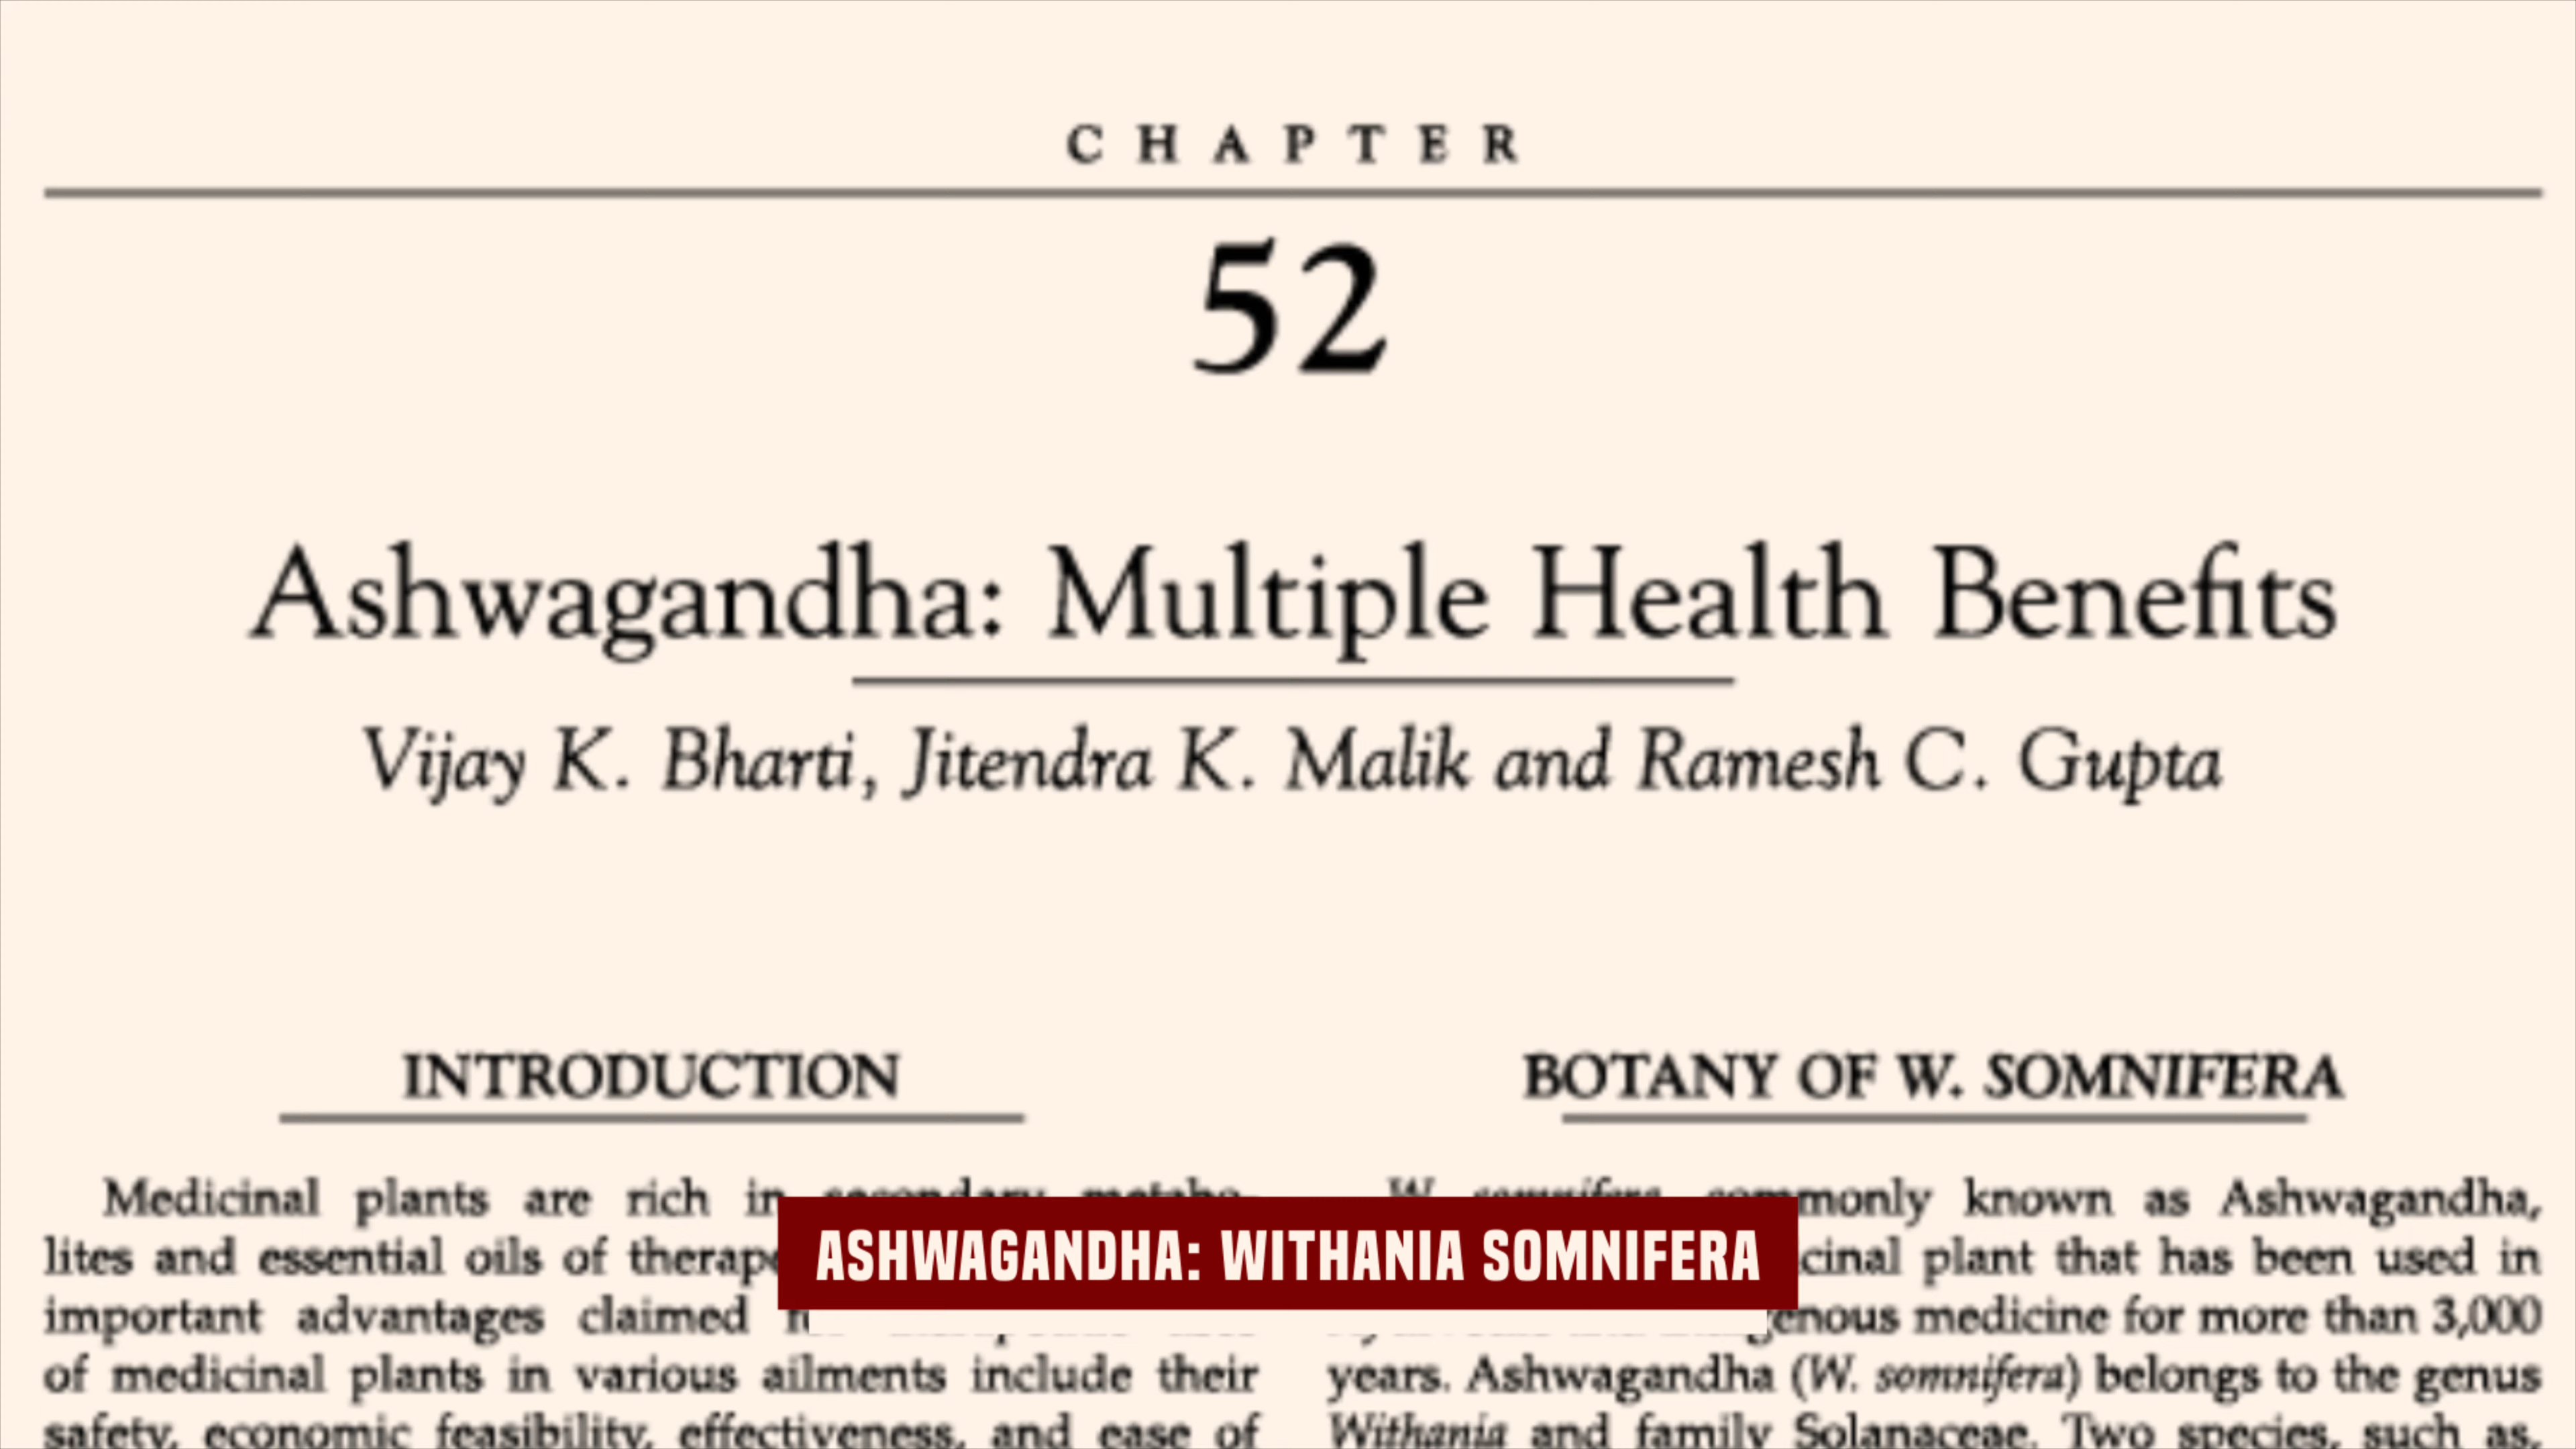 CHAPTER
52
Ashwagandha: Multiple Health Benefits
Vijay K. Bharti, Jitendra K. Malik and Ramesh C. Gupta
INTRODUCTION
Medicinal plants are rich in secondary metabo-
lites and essential oils of
important advantages claimed
of medicinal plants in various ailments include their
safety, economic feasibility, effectiveness, and ease of
BOTANY OF W. SOMNIFERA
W. somnifera, commonly known as Ashwagandha,
plant that has been used in
medicine for more than 3,000
years. Ashwagandha (W. somnifera) belongs to the genus
Withania and family Solanaceae. Two species, such as,
ASHWAGANDHA: WITHANIA SOMNIFERA